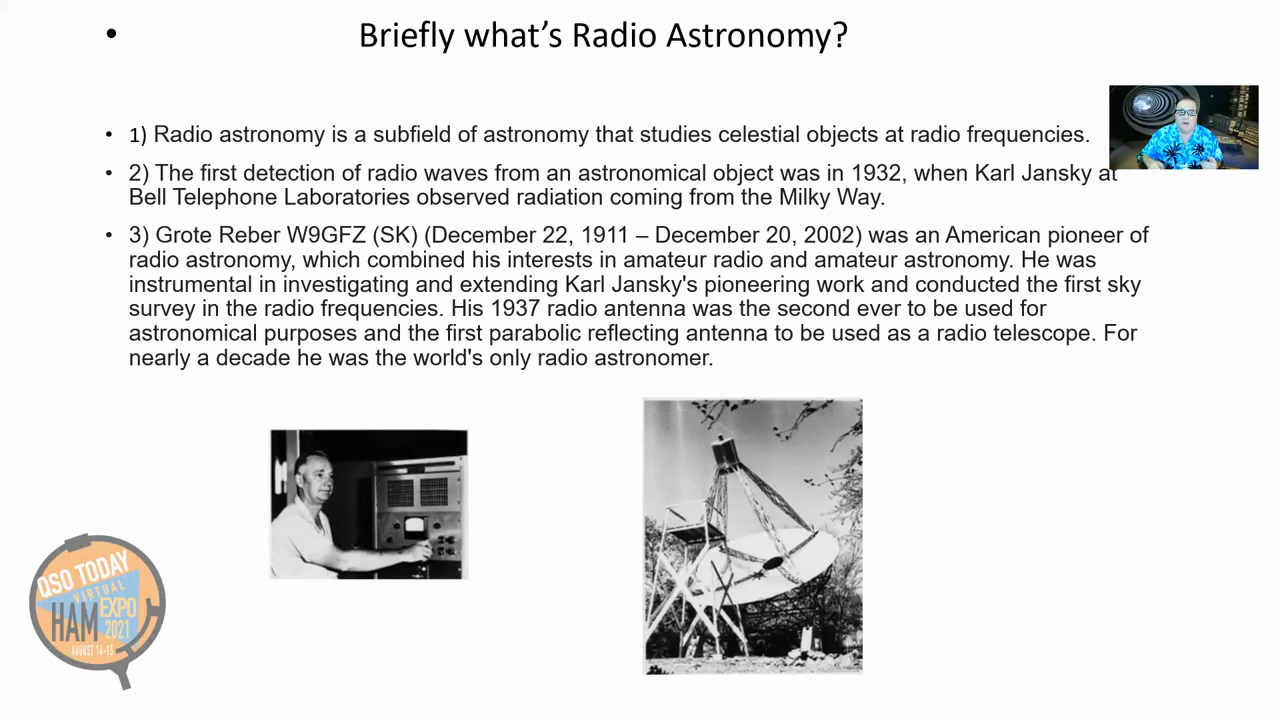 • Briefly what’s Radio Astronomy?
• 1) Radio astronomy is a subfield of astronomy that studies celestial objects at radio frequencies.
• 2) The first detection of radio waves from an astronomical object was in 1932, when Karl Jansky at
Bell Telephone Laboratories observed radiation coming from the Milky Way.
• 3) Grote Reber W9GFZ (SK) (December 22, 1911 – December 20, 2002) was an American pioneer of
radio astronomy, which combined his interests in amateur radio and amateur astronomy. He was
instrumental in investigating and extending Karl Jansky's pioneering work and conducted the first sky
survey in the radio frequencies. His 1937 radio antenna was the second ever to be used for
astronomical purposes and the first parabolic reflecting antenna to be used as a radio telescope. For
nearly a decade he was the world's only radio astronomer.
QSO TODAY
VIRTUAL
HAM EXPO
2021
AUGUST 14-15